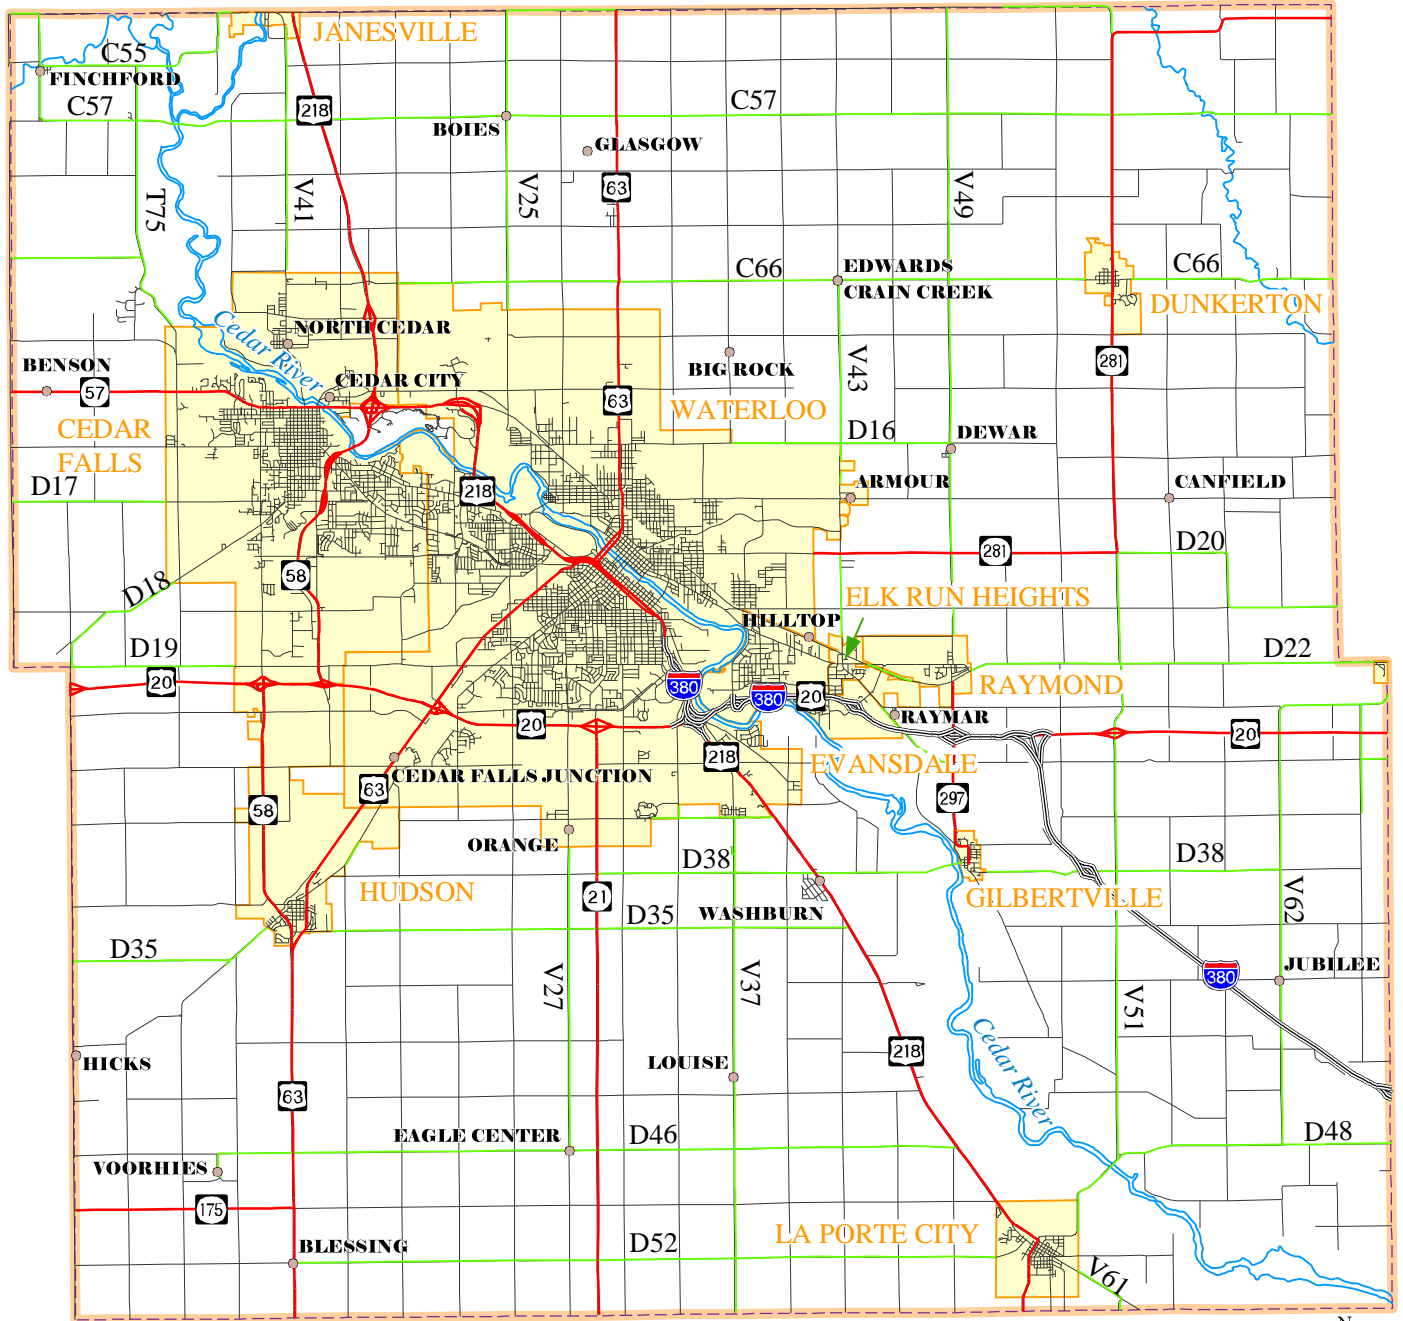 JANESVILLE
C55
FINCHFORD
C57
218
C57
BOIES
GLASGOW
63
T75
V41
V25
V49
C66
EDWARDS
CRAIN CREEK
C66
DUNKERTON
Cedar River
NORTH CEDAR
BENSON
57
CEDAR CITY
BIG ROCK
V43
281
63
WATERLOO
CEDAR
FALLS
D16
DEWAR
D17
218
ARMOUR
CANFIELD
281
D20
58
D18
ELK RUN HEIGHTS
HILLTOP
D19
D22
20
380
380
20
RAYMOND
RAYMAR
20
20
218
EVANSDALE
CEDAR FALLS JUNCTION
63
58
297
ORANGE
D38
D38
HUDSON
21
GILBERTVILLE
V62
D35
WASHBURN
D35
V27
V37
380
JUBILEE
V51
Cedar River
HICKS
LOUISE
218
63
EAGLE CENTER
D46
D48
VOORHIES
175
LA PORTE CITY
BLESSING
D52
V61
N